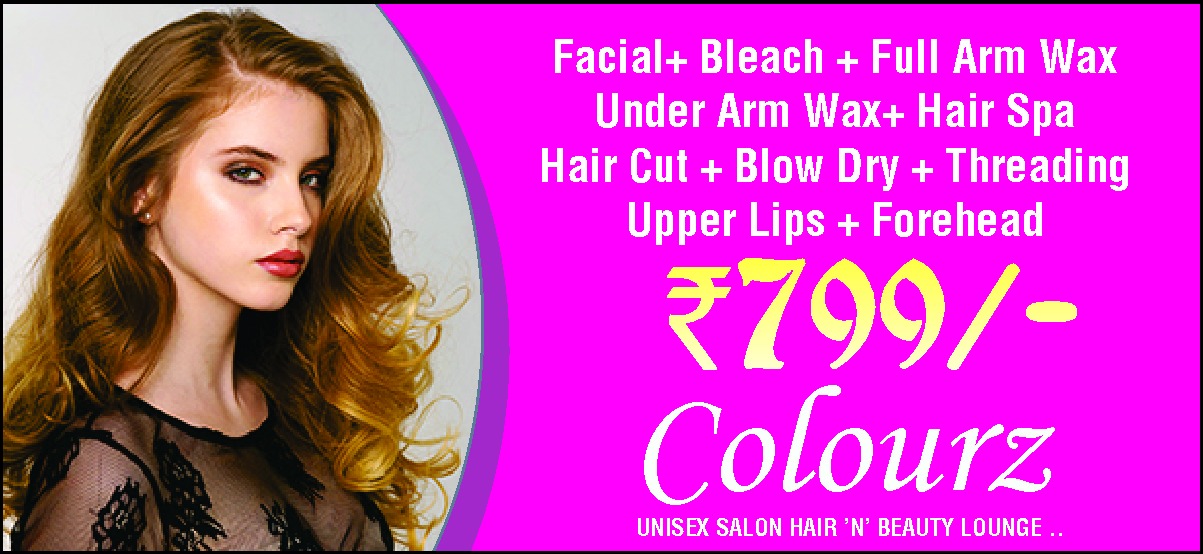 Facial+ Bleach + Full Arm Wax
Under Arm Wax+ Hair Spa
Hair Cut + Blow Dry + Threading
Upper Lips + Forehead
₹799/-
Colourz
UNISEX SALON HAIR 'N' BEAUTY LOUNGE ..